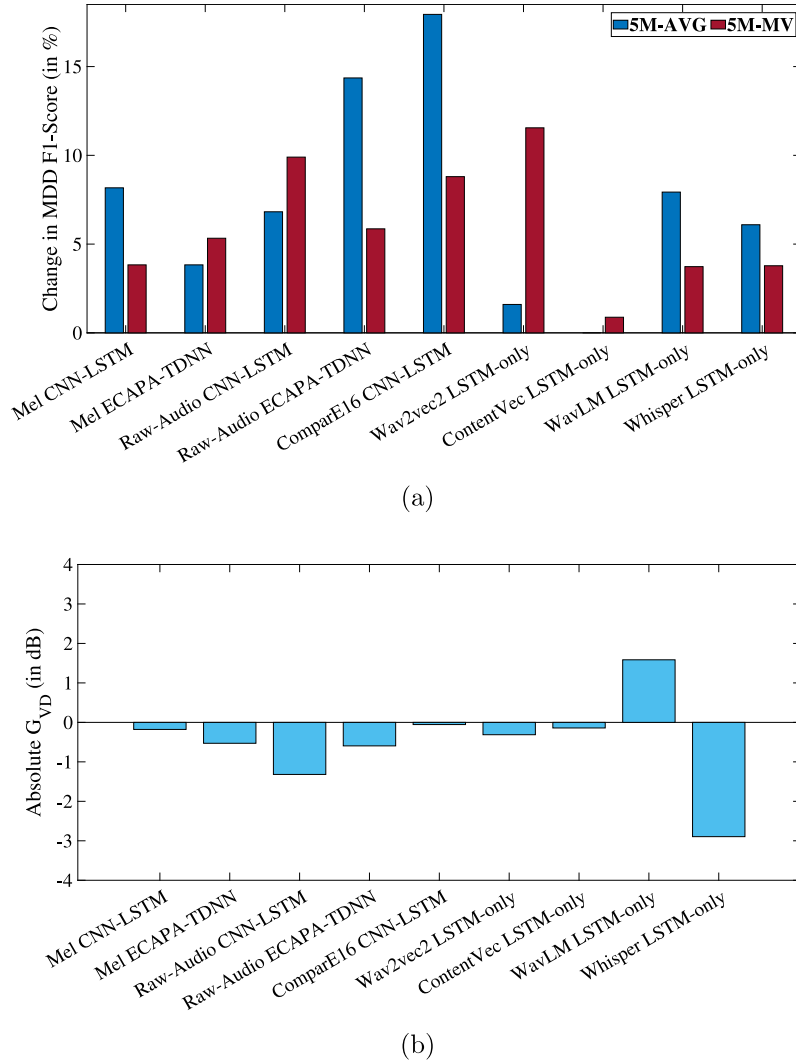 5M-AVG 5M-MV
Change in MDD F1-Score (in %)
15
10
5
0
Mel CNN-LSTM
Mel ECAPA-TDNN
Raw-Audio CNN-LSTM
Raw-Audio ECAPA-TDNN
ComparE16 CNN-LSTM
Wav2vec2 LSTM-only
ContentVec LSTM-only
WavLM LSTM-only
Whisper LSTM-only
(a)
Absolute G_VD (in dB)
4
3
2
1
0
-1
-2
-3
-4
Mel CNN-LSTM
Mel ECAPA-TDNN
Raw-Audio CNN-LSTM
Raw-Audio ECAPA-TDNN
ComparE16 CNN-LSTM
Wav2vec2 LSTM-only
ContentVec LSTM-only
WavLM LSTM-only
Whisper LSTM-only
(b)